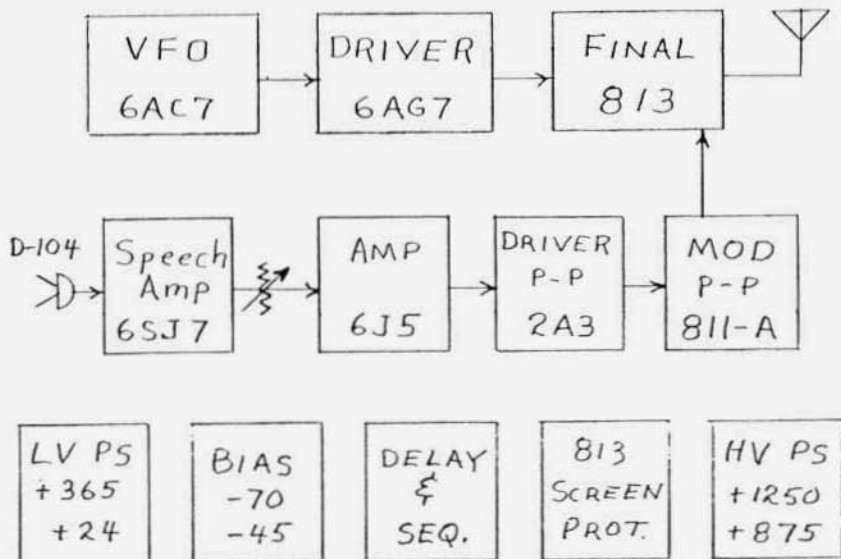 VFO
6AC7
DRIVER
6AG7
FINAL
813
D-104
Speech
Amp
6SJ7
AMP
6J5
DRIVER
P-P
2A3
MOD
P-P
811-A
LV PS
+365
+24
BIAS
-70
-45
DELAY
&
SEQ.
813
SCREEN
PROT.
HV PS
+1250
+875